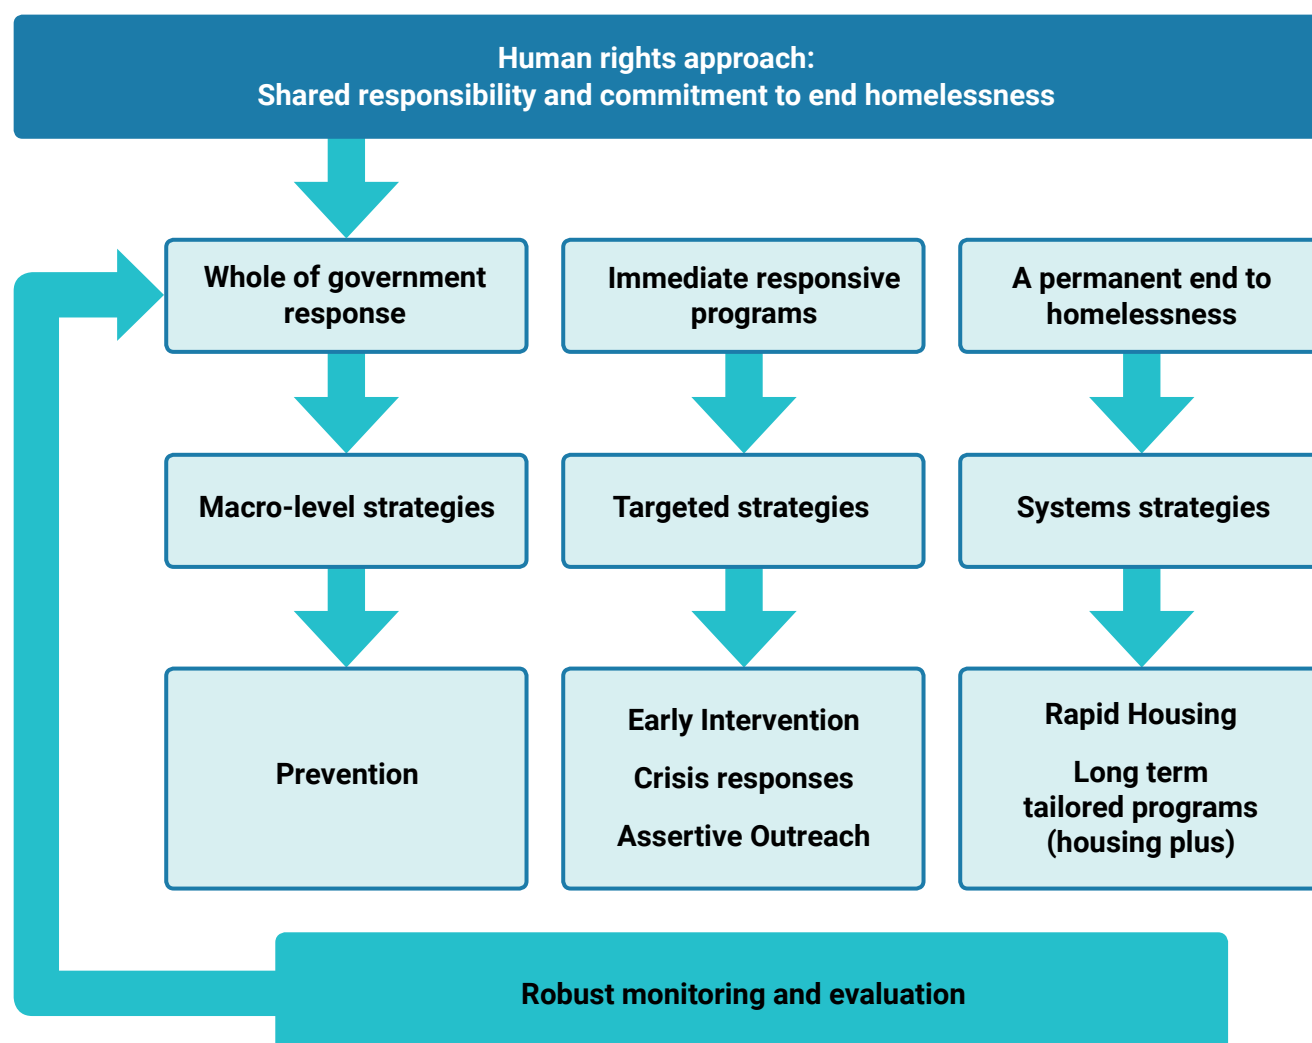 Human rights approach:
Shared responsibility and commitment to end homelessness
Whole of government
response
Immediate responsive
programs
A permanent end to
homelessness
Macro-level strategies
Targeted strategies
Systems strategies
Prevention
Early Intervention
Crisis responses
Assertive Outreach
Rapid Housing
Long term
tailored programs
(housing plus)
Robust monitoring and evaluation